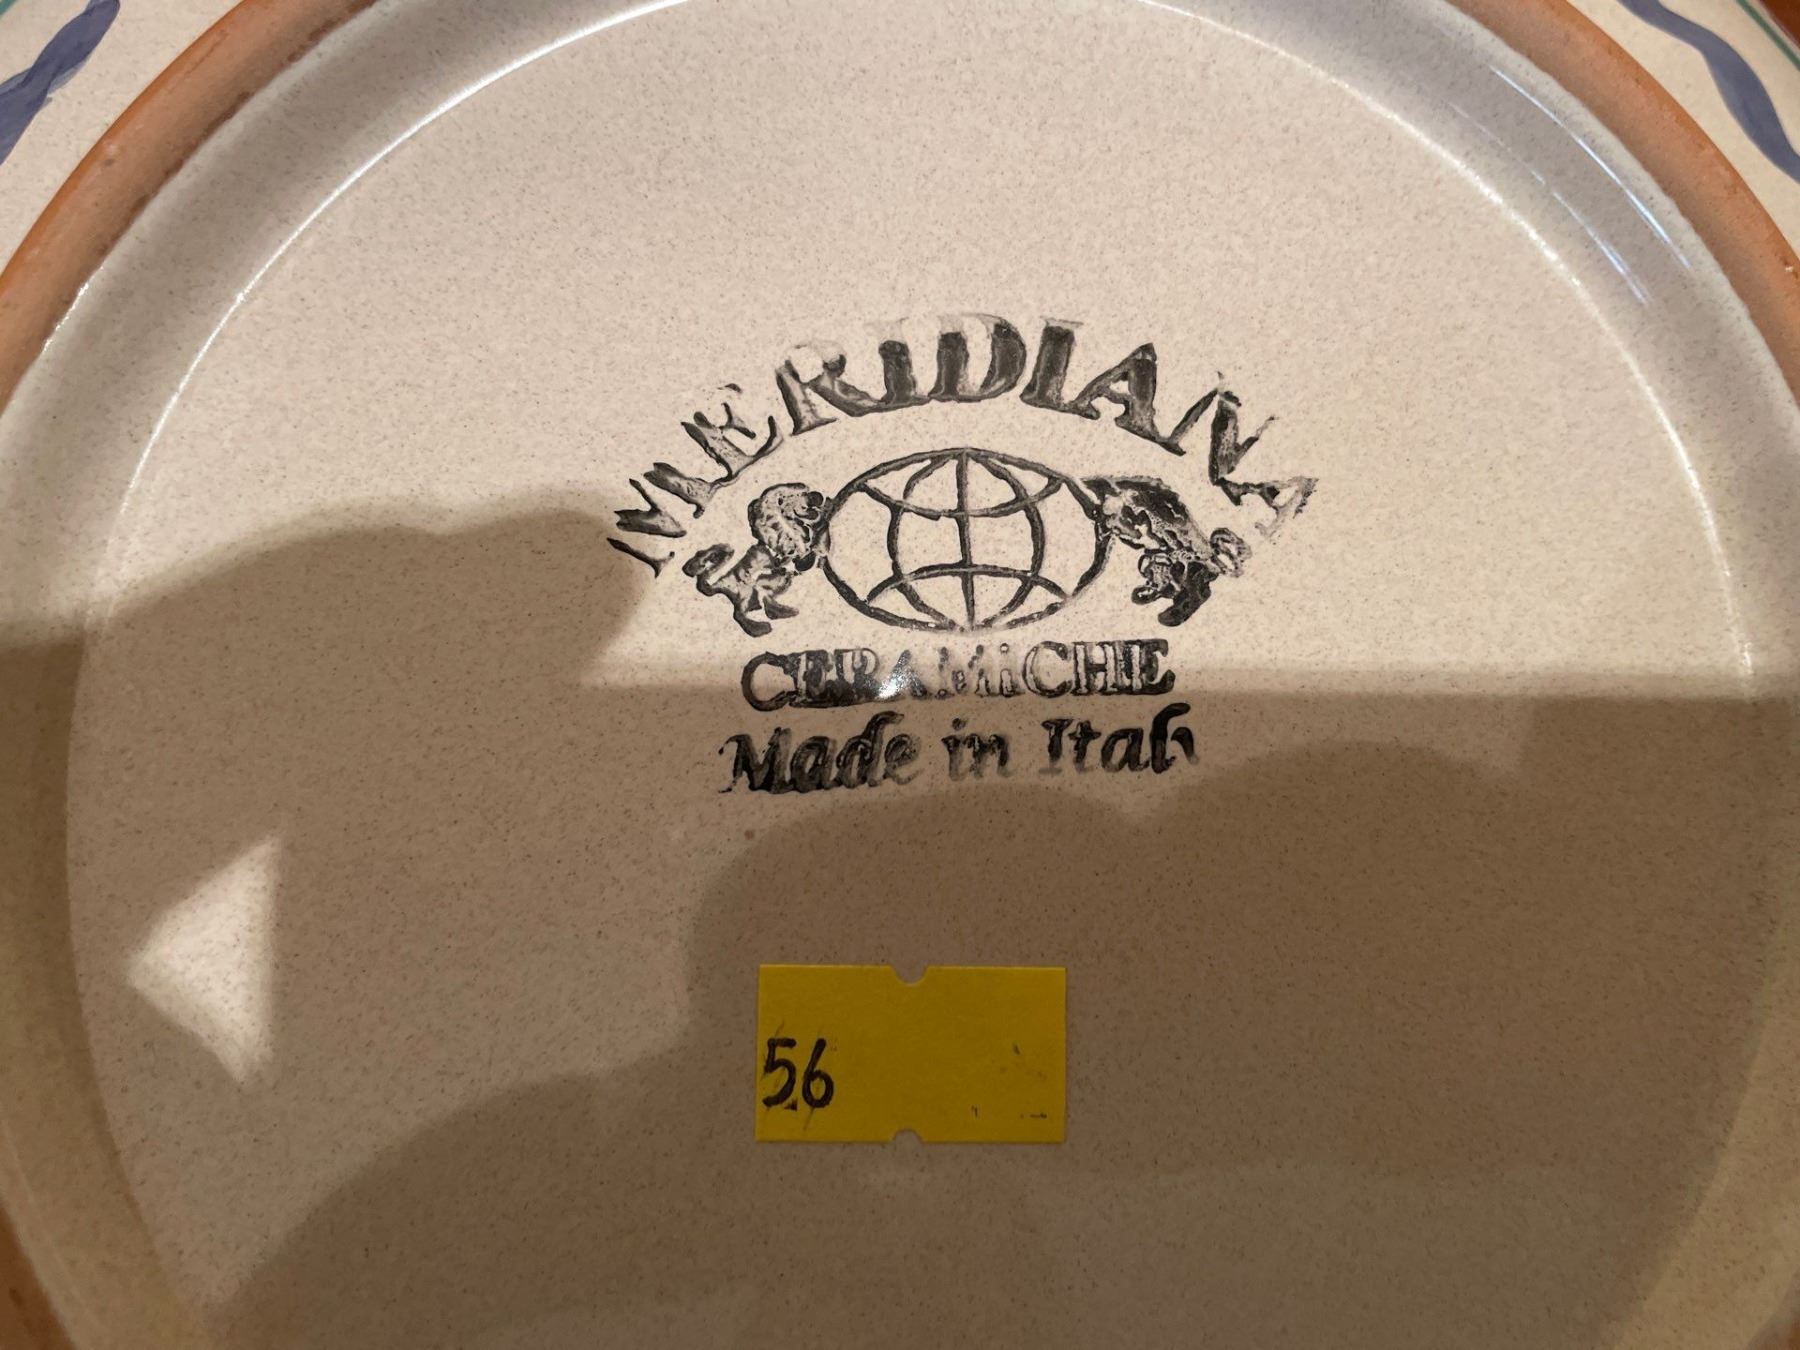 MERIDIANA
CERAMiCHE
Made in Italy
56